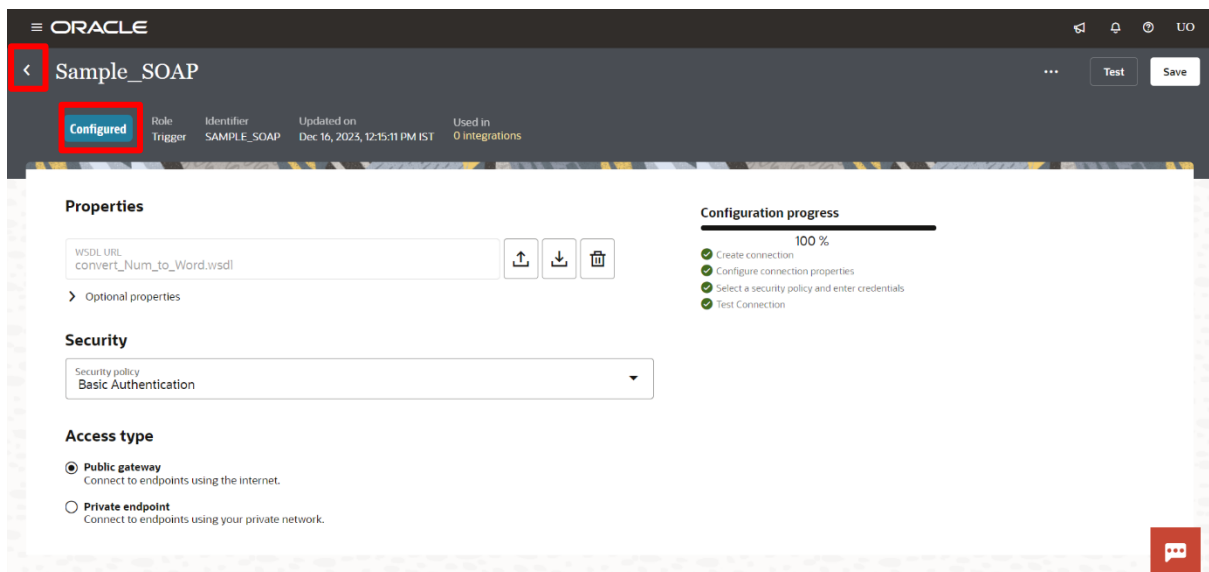 ORACLE
UO
Sample_SOAP
Test
Save
Configured
Role
Trigger
Identifier
SAMPLE_SOAP
Updated on
Dec 16, 2023, 12:15:11 PM IST
Used in
0 integrations
Properties
WSDL URL
convert_Num_to_Word.wsdl
Optional properties
Security
Security policy
Basic Authentication
Access type
Public gateway
Connect to endpoints using the internet.
Private endpoint
Connect to endpoints using your private network.
Configuration progress
100 %
Create connection
Configure connection properties
Select a security policy and enter credentials
Test Connection